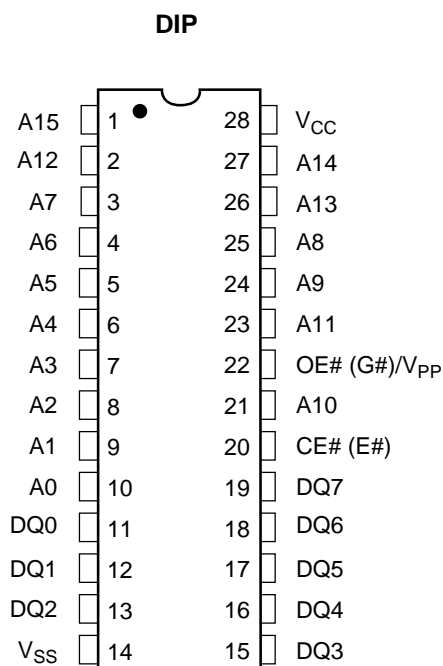 DIP
A15 1 28 VCC
A12 2 27 A14
A7 3 26 A13
A6 4 25 A8
A5 5 24 A9
A4 6 23 A11
A3 7 22 OE# (G#)/VPP
A2 8 21 A10
A1 9 20 CE# (E#)
A0 10 19 DQ7
DQ0 11 18 DQ6
DQ1 12 17 DQ5
DQ2 13 16 DQ4
VSS 14 15 DQ3